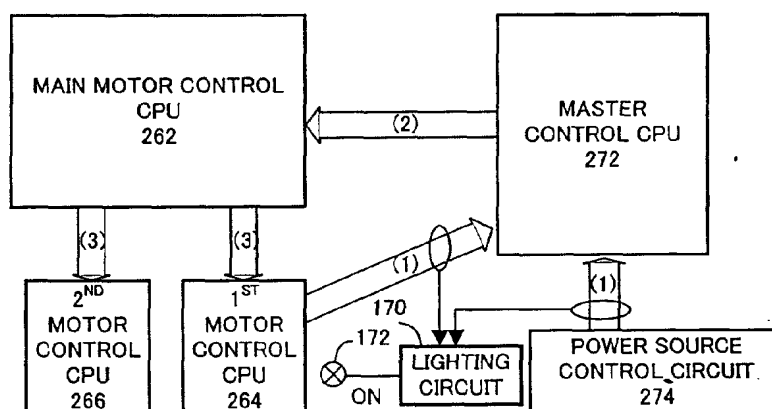 MAIN MOTOR CONTROL
CPU
262
MASTER
CONTROL CPU
272
(2)
(3)
(3)
(1)
(1)
2ND
MOTOR
CONTROL
CPU
266
1ST
MOTOR
CONTROL
CPU
264
170
172
ON
LIGHTING
CIRCUIT
POWER SOURCE
CONTROL CIRCUIT
274